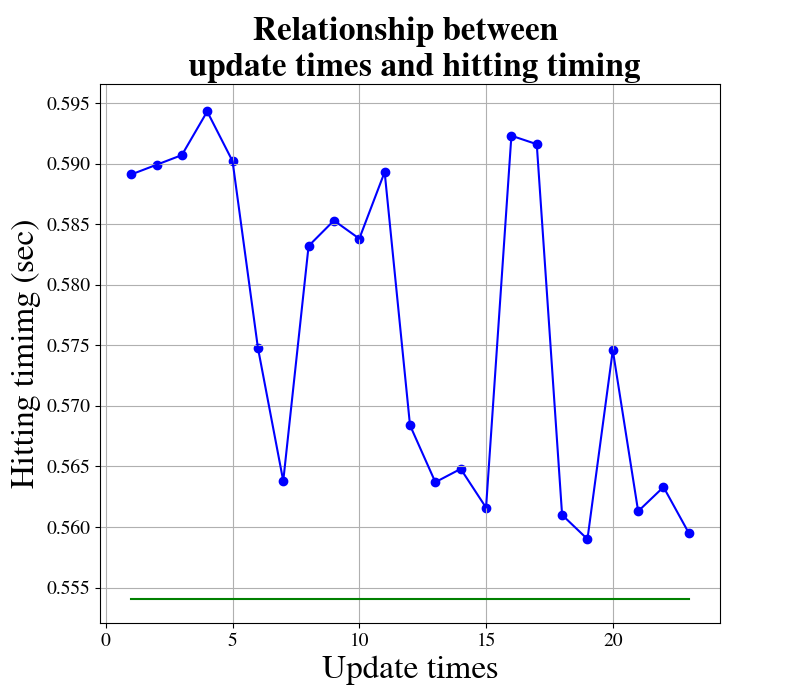 Relationship between
update times and hitting timing
Hitting timimg (sec)
0.595
0.590
0.585
0.580
0.575
0.570
0.565
0.560
0.555
0 5 10 15 20
Update times